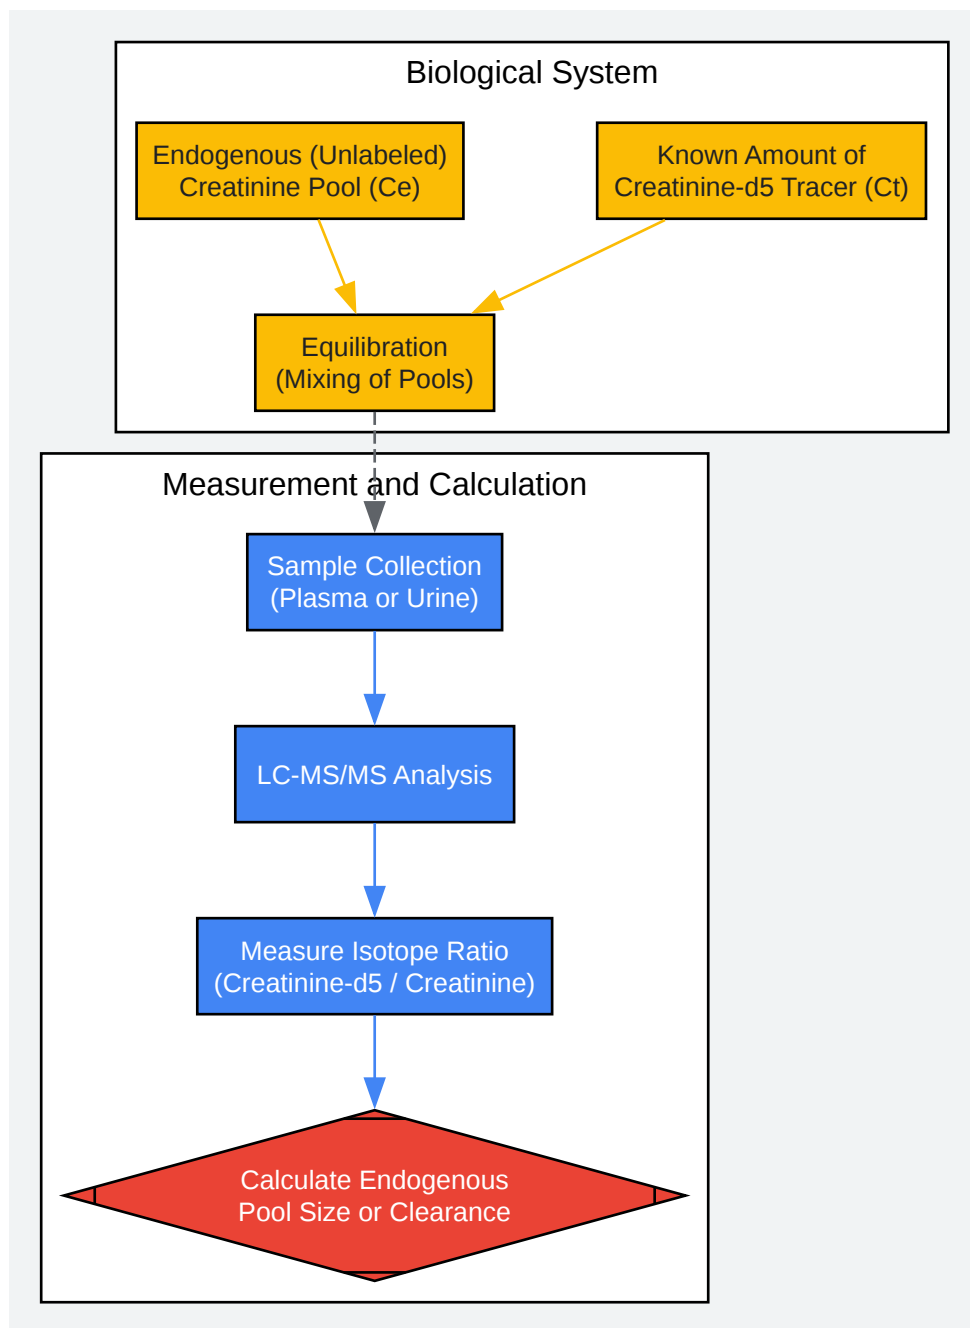 Biological System
Endogenous (Unlabeled)
Creatinine Pool (Ce)
Known Amount of
Creatinine-d5 Tracer (Ct)
Equilibration
(Mixing of Pools)
Measurement and Calculation
Sample Collection
(Plasma or Urine)
LC-MS/MS Analysis
Measure Isotope Ratio
(Creatinine-d5 / Creatinine)
Calculate Endogenous
Pool Size or Clearance